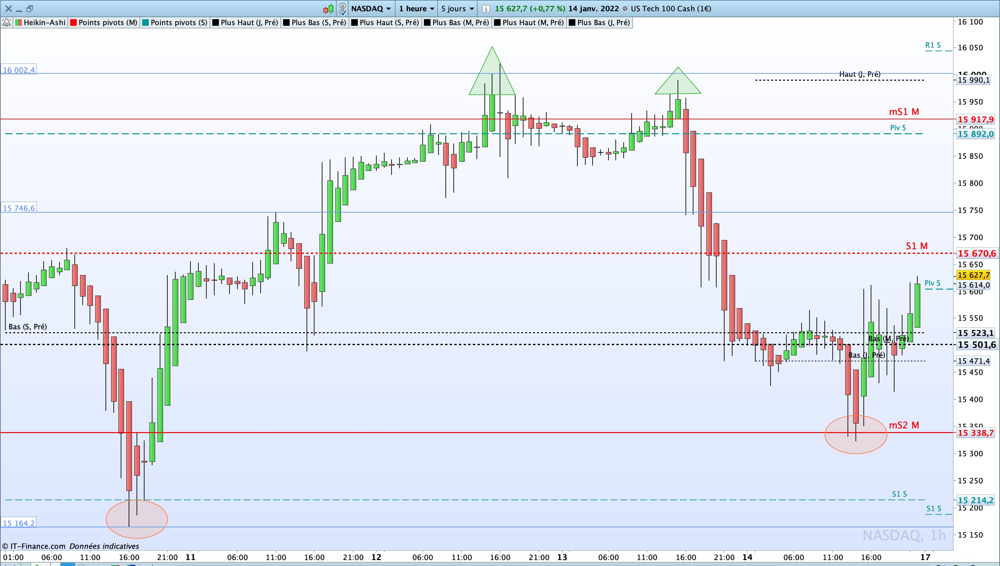 NASDAQ 1 heure 5 jours 15 627,7 (+0,77 %) 14 janv. 2022 US Tech 100 Cash (1€)
Heikin-Ashi Points pivots (M) Points pivots (S) Plus Haut (J, Pré) Plus Bas (S, Pré) Plus Haut (S, Pré) Plus Bas (M, Pré) Plus Haut (M, Pré) Plus Bas (J, Pré)
16 100
R1 S
16 050
16 002,4
Haut (J, Pré) 16 000
15 990,1
15 950
mS1 M
15 917,9
Piv S 15 900
15 892,0
15 850
15 800
15 746,6
15 750
15 700
S1 M
15 670,6
15 650
15 627,7
Piv S 15 614,0
15 600
15 550
Bas (S, Pré)
15 523,1
Bas (M, Pré)
15 501,6
Bas (J, Pré)
15 471,4
15 450
15 400
mS2 M 15 350
15 338,7
15 300
15 250
S1 S
15 214,2
S1 S 15 200
15 164,2
NASDAQ, 1h
15 150
© IT-Finance.com Données indicatives
01:00 06:00 11:00 16:00 21:00 11 06:00 11:00 16:00 21:00 12 06:00 11:00 16:00 21:00 13 06:00 11:00 16:00 21:00 14 06:00 11:00 16:00 17